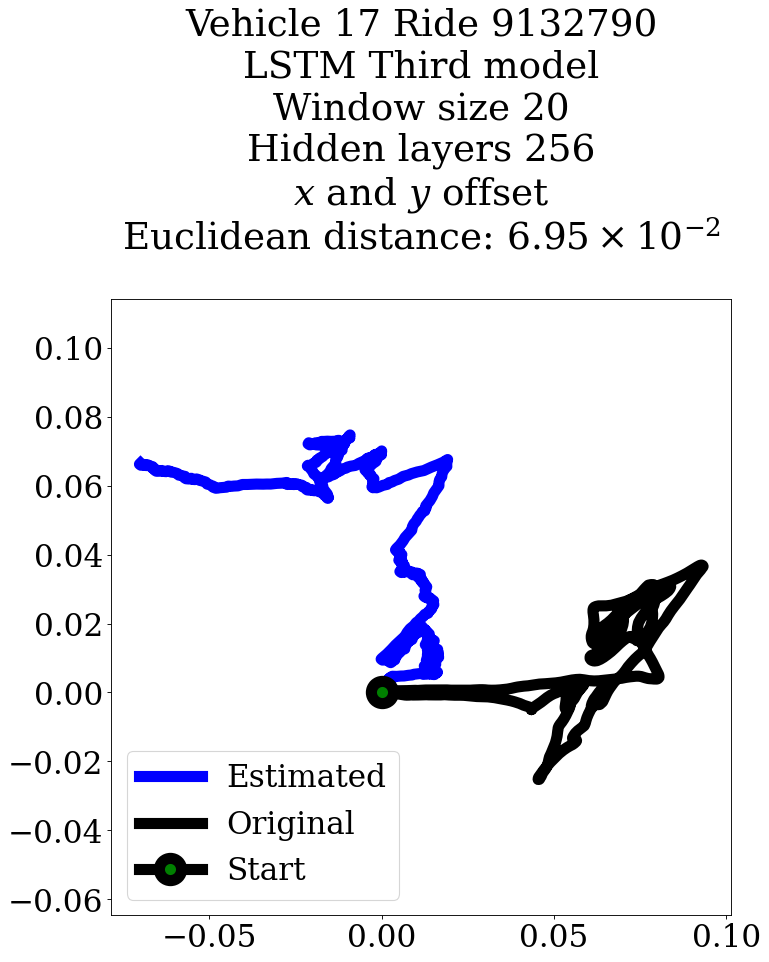 Vehicle 17 Ride 9132790
LSTM Third model
Window size 20
Hidden layers 256
x and y offset
Euclidean distance: 6.95 × 10⁻²
0.10
0.08
0.06
0.04
0.02
0.00
−0.02
−0.04
−0.06
Estimated
Original
Start
−0.05 0.00 0.05 0.10